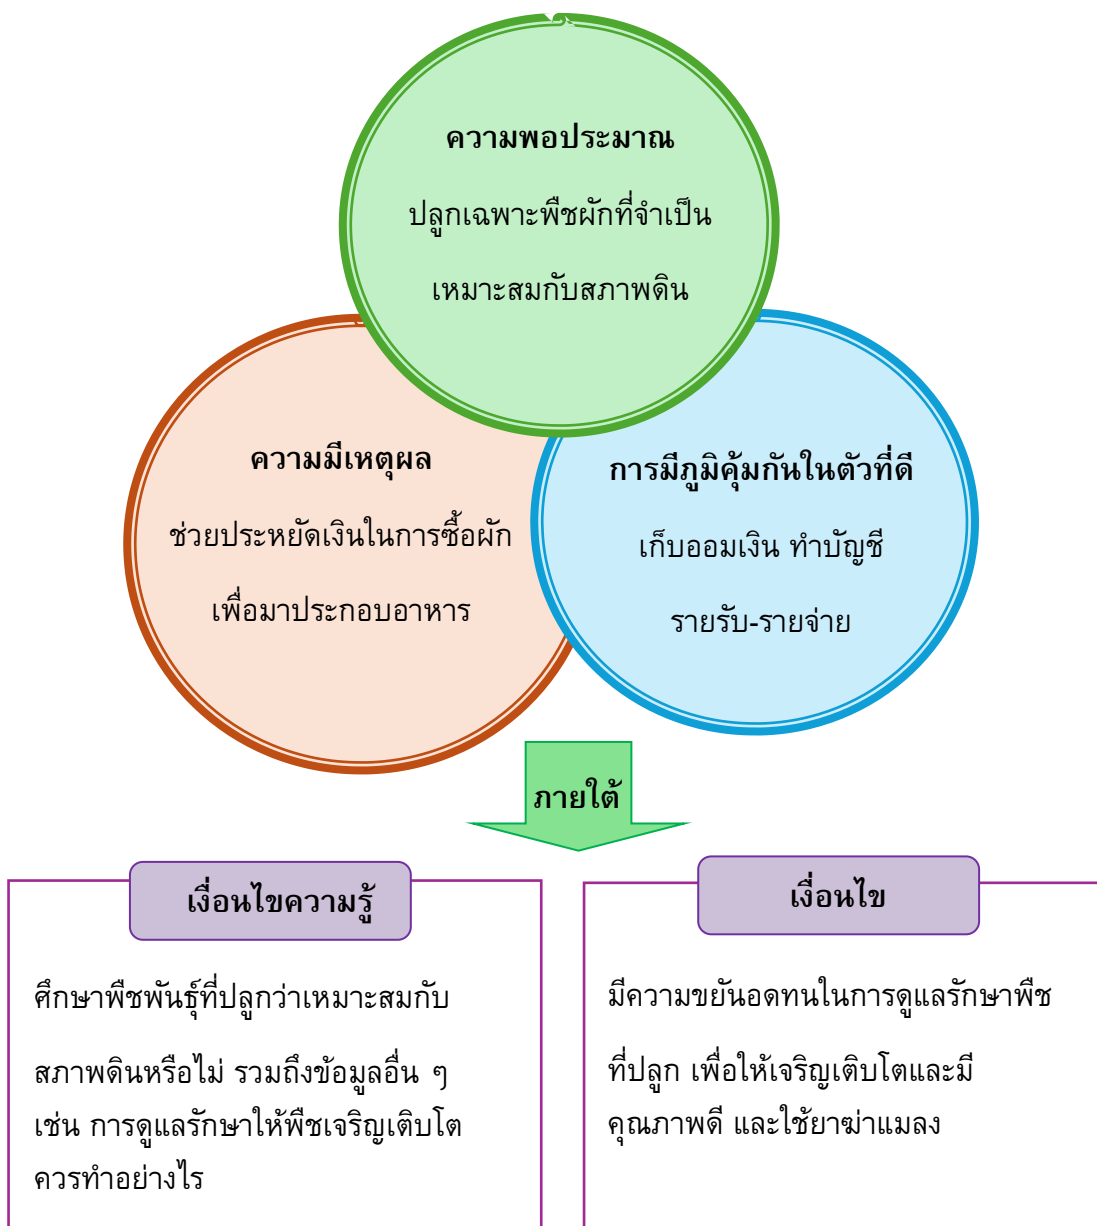 ความพอประมาณ
ปลูกเฉพาะพืชผักที่จำเป็น
เหมาะสมกับสภาพดิน
ความมีเหตุผล
ช่วยประหยัดเงินในการซื้อผัก
เพื่อมาประกอบอาหาร
การมีภูมิคุ้มกันในตัวที่ดี
เก็บออมเงิน ทำบัญชี
รายรับ-รายจ่าย
ภายใต้
เงื่อนไขความรู้
ศึกษาพืชพันธุ์ที่ปลูกว่าเหมาะสมกับ
สภาพดินหรือไม่ รวมถึงข้อมูลอื่น ๆ
เช่น การดูแลรักษาให้พืชเจริญเติบโต
ควรทำอย่างไร
เงื่อนไข
มีความขยันอดทนในการดูแลรักษาพืช
ที่ปลูก เพื่อให้เจริญเติบโตและมี
คุณภาพดี และใช้ยาฆ่าแมลง